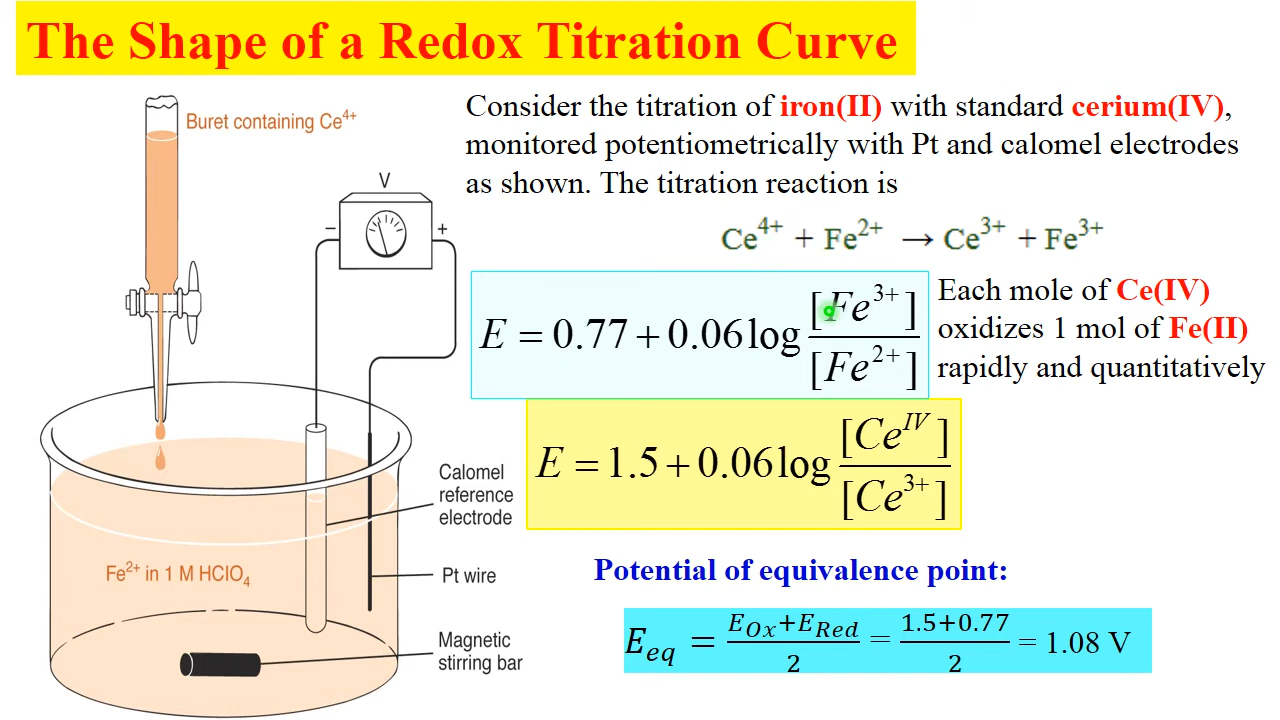 The Shape of a Redox Titration Curve
Buret containing Ce⁴⁺
V
− +
Calomel
reference
electrode
Fe²⁺ in 1 M HClO₄
Pt wire
Magnetic
stirring bar
Consider the titration of iron(II) with standard cerium(IV),
monitored potentiometrically with Pt and calomel electrodes
as shown. The titration reaction is
Ce⁴⁺ + Fe²⁺ → Ce³⁺ + Fe³⁺
E = 0.77 + 0.06 log [Fe³⁺] / [Fe²⁺]
Each mole of Ce(IV)
oxidizes 1 mol of Fe(II)
rapidly and quantitatively
E = 1.5 + 0.06 log [Ceᴵⱽ] / [Ce³⁺]
Potential of equivalence point:
E_eq = (E_Ox + E_Red) / 2 = (1.5+0.77) / 2 = 1.08 V